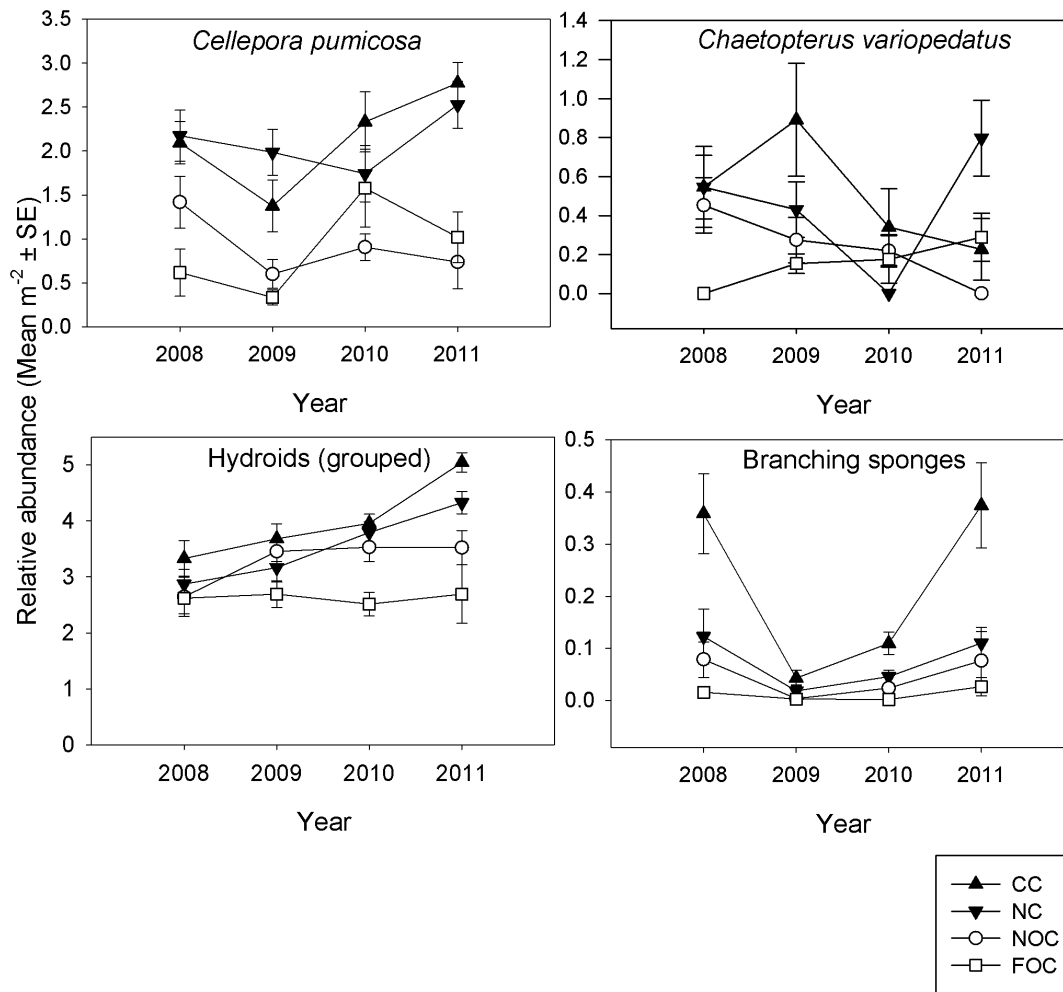 Relative abundance (Mean m⁻² ± SE)
Cellepora pumicosa
3.5
3.0
2.5
2.0
1.5
1.0
0.5
0.0
2008 2009 2010 2011
Year
Chaetopterus variopedatus
1.4
1.2
1.0
0.8
0.6
0.4
0.2
0.0
2008 2009 2010 2011
Year
Hydroids (grouped)
5
4
3
2
1
0
2008 2009 2010 2011
Year
Branching sponges
0.5
0.4
0.3
0.2
0.1
0.0
2008 2009 2010 2011
Year
CC
NC
NOC
FOC